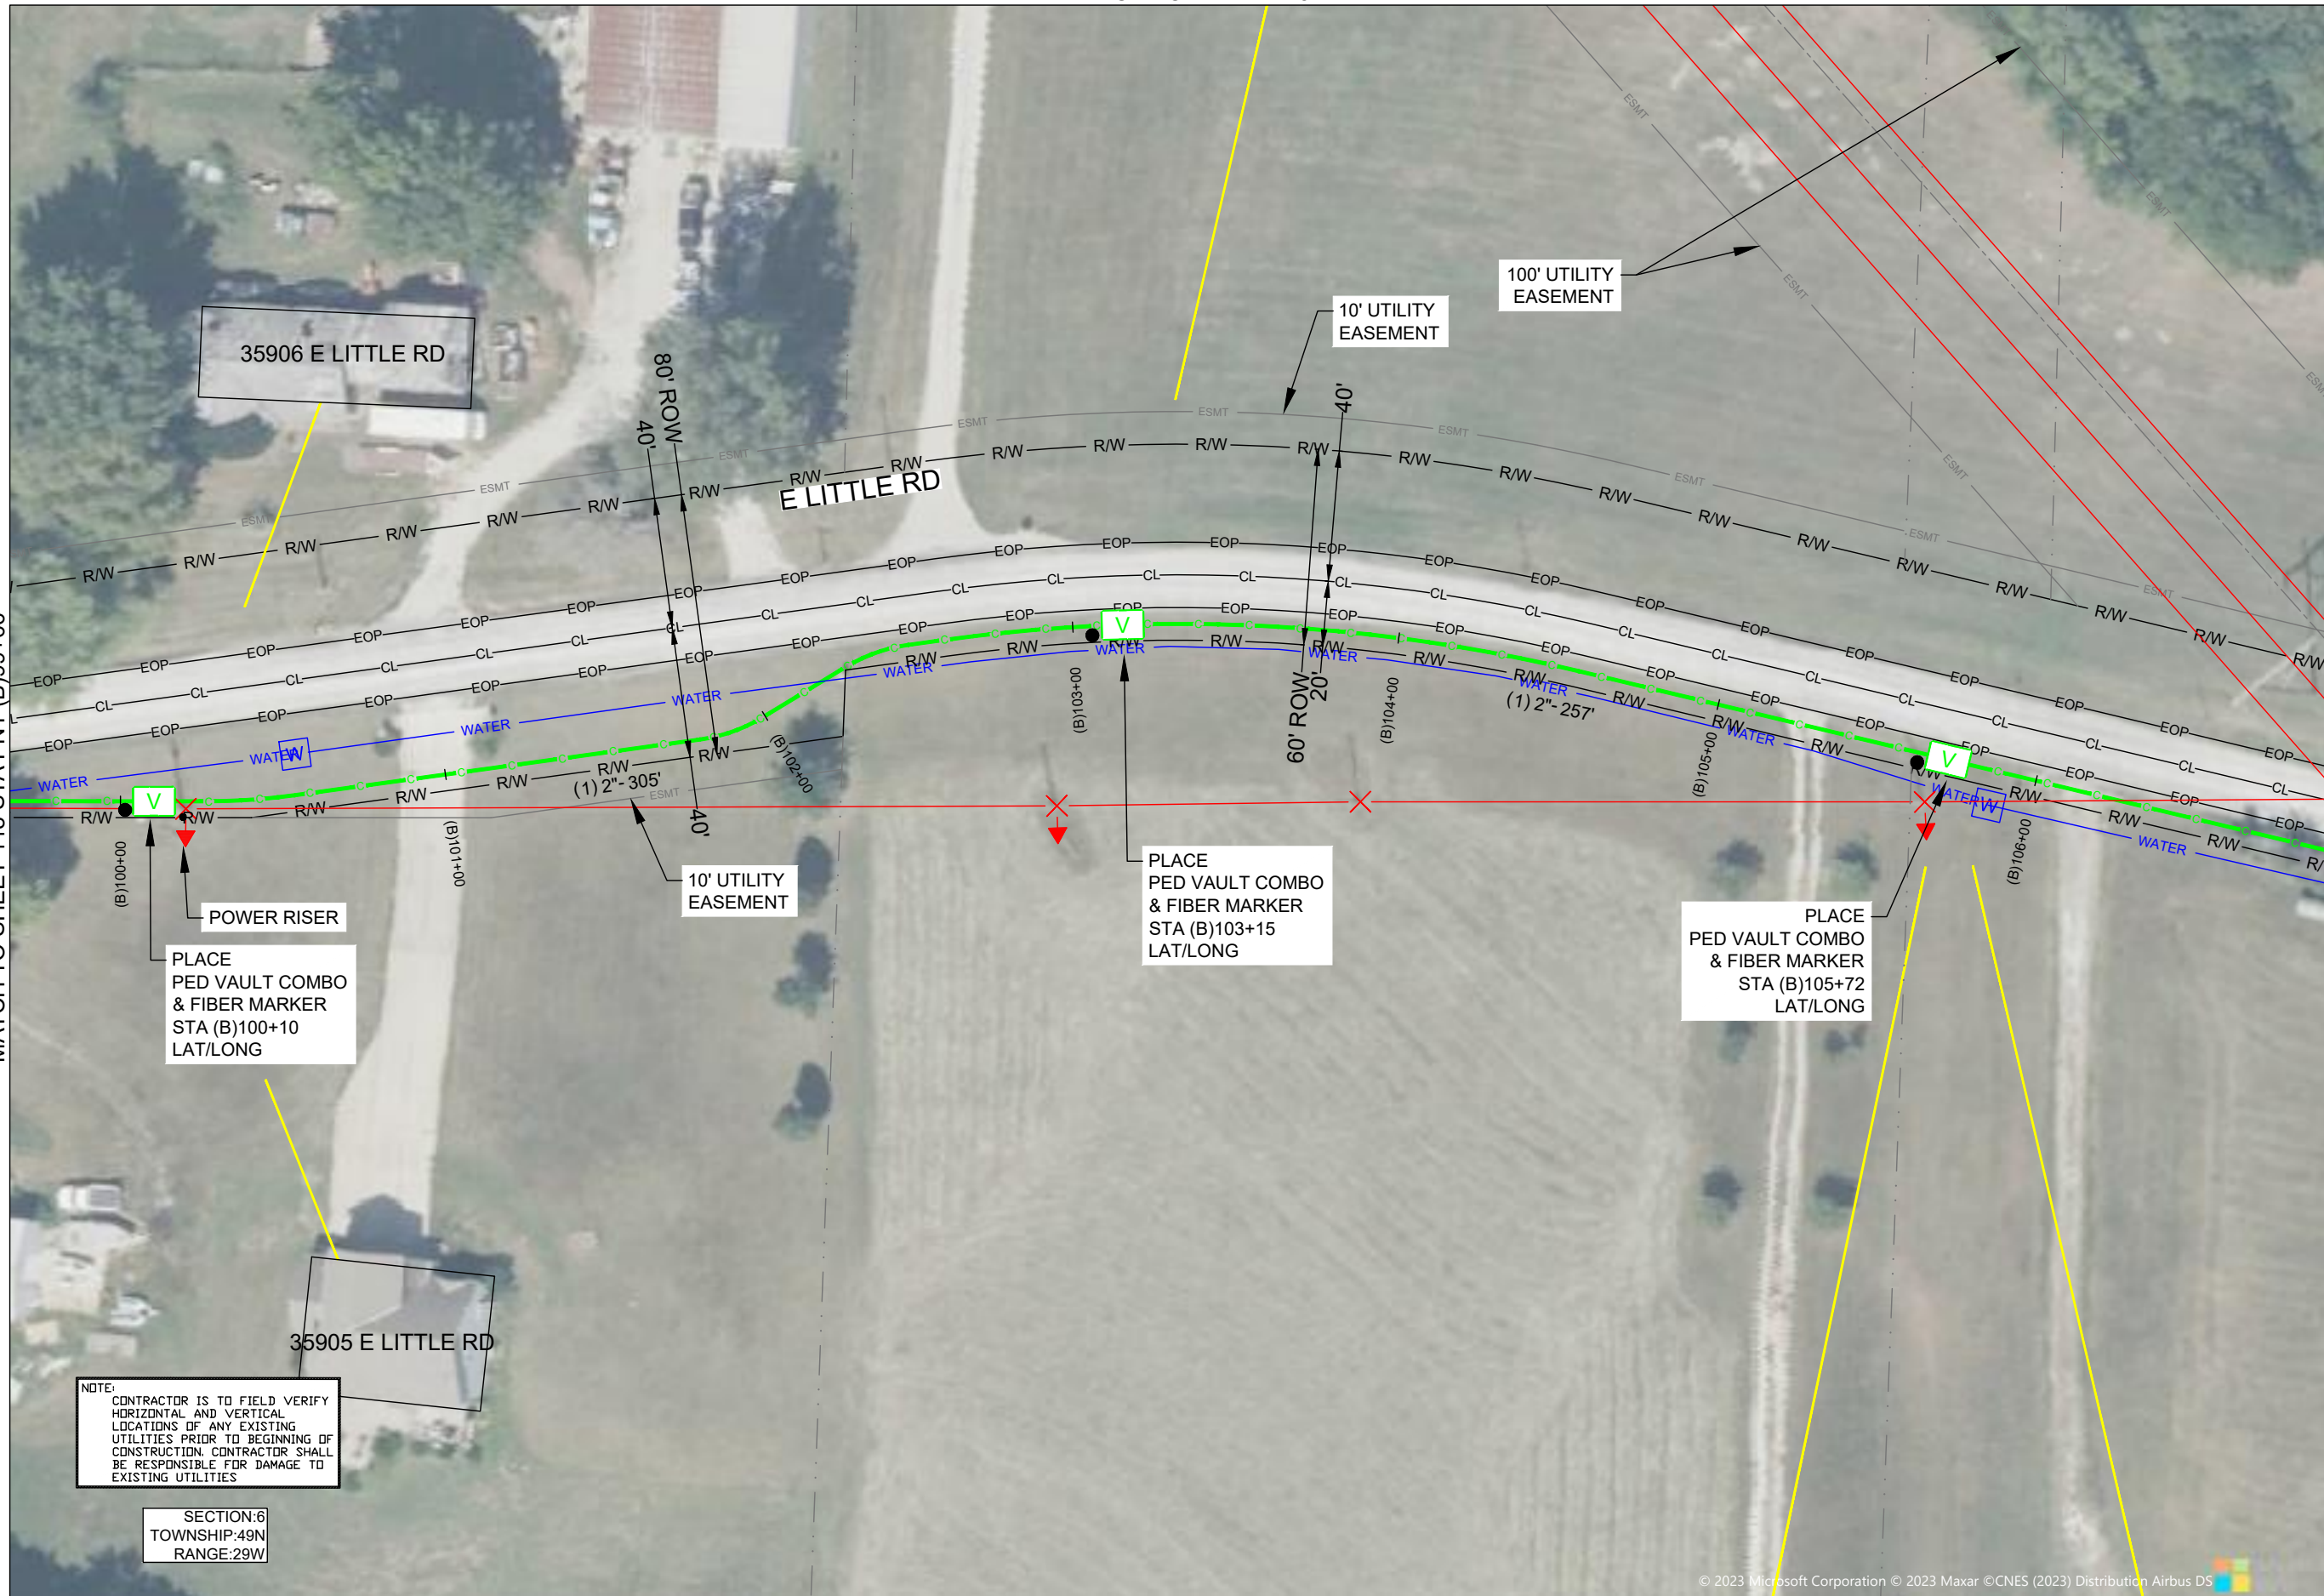 100' UTILITY
EASEMENT
10' UTILITY
EASEMENT
35906 E LITTLE RD
80' ROW
40'
40'
E LITTLE RD
ESMT
R/W
EOP
CL
WATER
W
C
V
60' ROW
20'
(1) 2"- 305'
(1) 2"- 257'
40'
(B)100+00
(B)101+00
(B)102+00
(B)103+00
(B)104+00
(B)105+00
(B)106+00
10' UTILITY
EASEMENT
POWER RISER
PLACE
PED VAULT COMBO
& FIBER MARKER
STA (B)100+10
LAT/LONG
PLACE
PED VAULT COMBO
& FIBER MARKER
STA (B)103+15
LAT/LONG
PLACE
PED VAULT COMBO
& FIBER MARKER
STA (B)105+72
LAT/LONG
35905 E LITTLE RD
NOTE:
CONTRACTOR IS TO FIELD VERIFY
HORIZONTAL AND VERTICAL
LOCATIONS OF ANY EXISTING
UTILITIES PRIOR TO BEGINNING OF
CONSTRUCTION. CONTRACTOR SHALL
BE RESPONSIBLE FOR DAMAGE TO
EXISTING UTILITIES
SECTION:6
TOWNSHIP:49N
RANGE:29W
© 2023 Microsoft Corporation © 2023 Maxar ©CNES (2023) Distribution Airbus DS